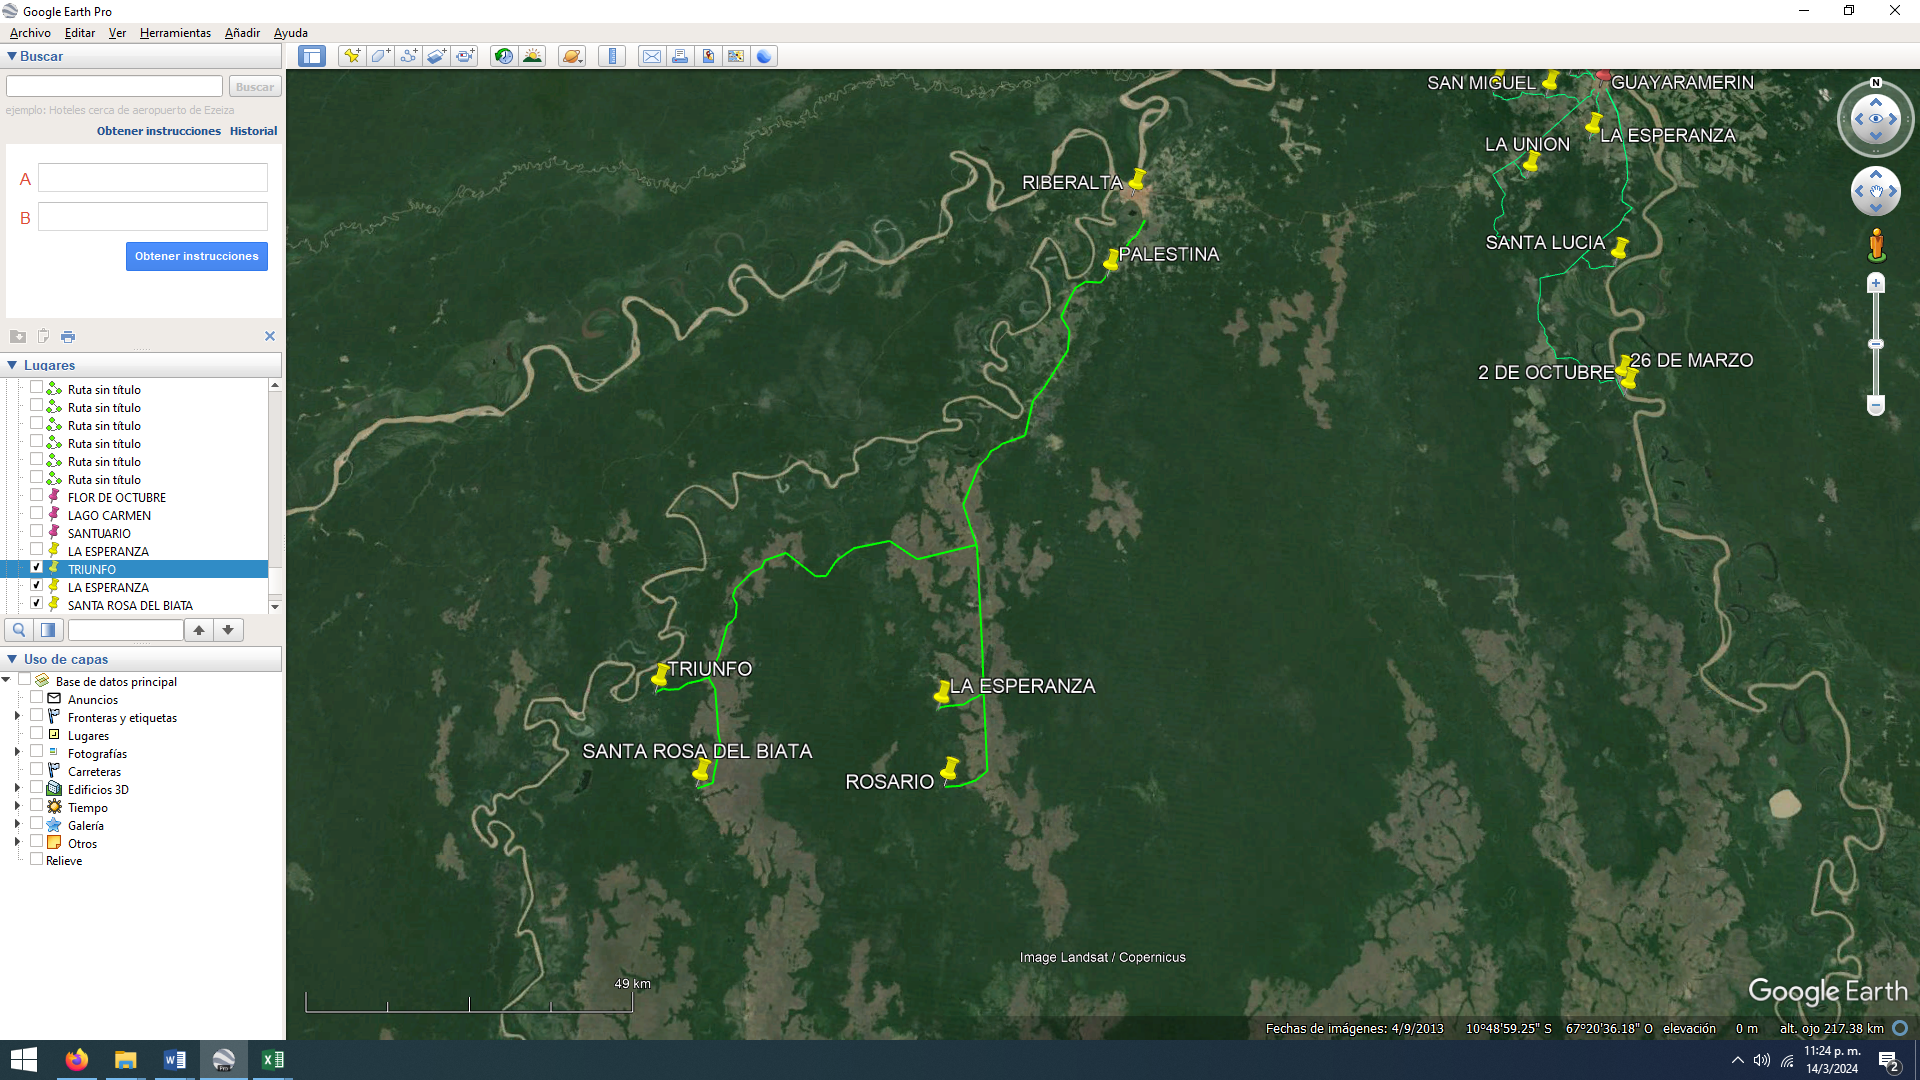 Google Earth Pro
Archivo Editar Ver Herramientas Añadir Ayuda
Buscar
Buscar
ejemplo: Hoteles cerca de aeropuerto de Ezeiza
Obtener instrucciones Historial
A
B
Obtener instrucciones
Lugares
Ruta sin título
Ruta sin título
Ruta sin título
Ruta sin título
Ruta sin título
Ruta sin título
FLOR DE OCTUBRE
LAGO CARMEN
SANTUARIO
LA ESPERANZA
TRIUNFO
LA ESPERANZA
SANTA ROSA DEL BIATA
Uso de capas
Base de datos principal
Anuncios
Fronteras y etiquetas
Lugares
Fotografías
Carreteras
Edificios 3D
Tiempo
Galería
Otros
Relieve
SAN MIGUEL
GUAYARAMERIN
LA ESPERANZA
LA UNION
RIBERALTA
SANTA LUCIA
PALESTINA
26 DE MARZO
2 DE OCTUBRE
TRIUNFO
LA ESPERANZA
SANTA ROSA DEL BIATA
ROSARIO
N
Image Landsat / Copernicus
49 km
Google Earth
Fechas de imágenes: 4/9/2013 10°48'59.25" S 67°20'36.18" O elevación 0 m alt. ojo 217.38 km
11:24 p. m.
14/3/2024
2